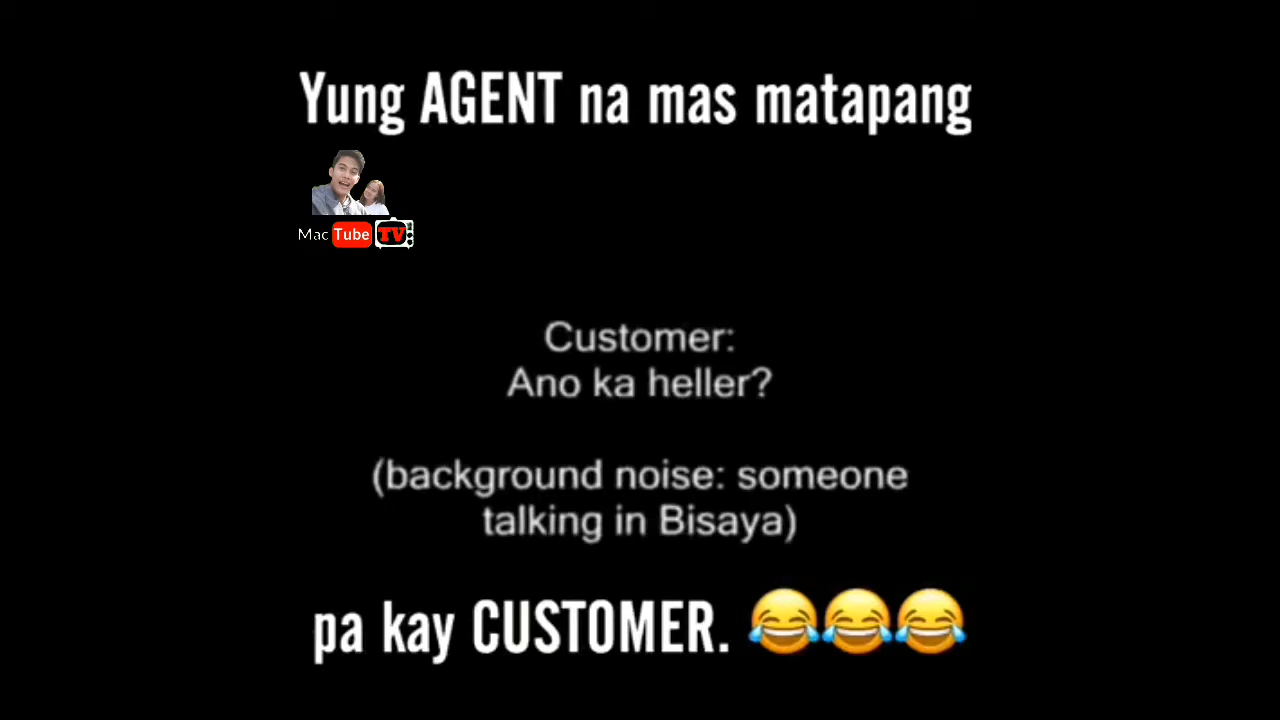 Yung AGENT na mas matapang
Mac Tube TV
Customer:
Ano ka heller?
(background noise: someone
talking in Bisaya)
pa kay CUSTOMER. 😂😂😂